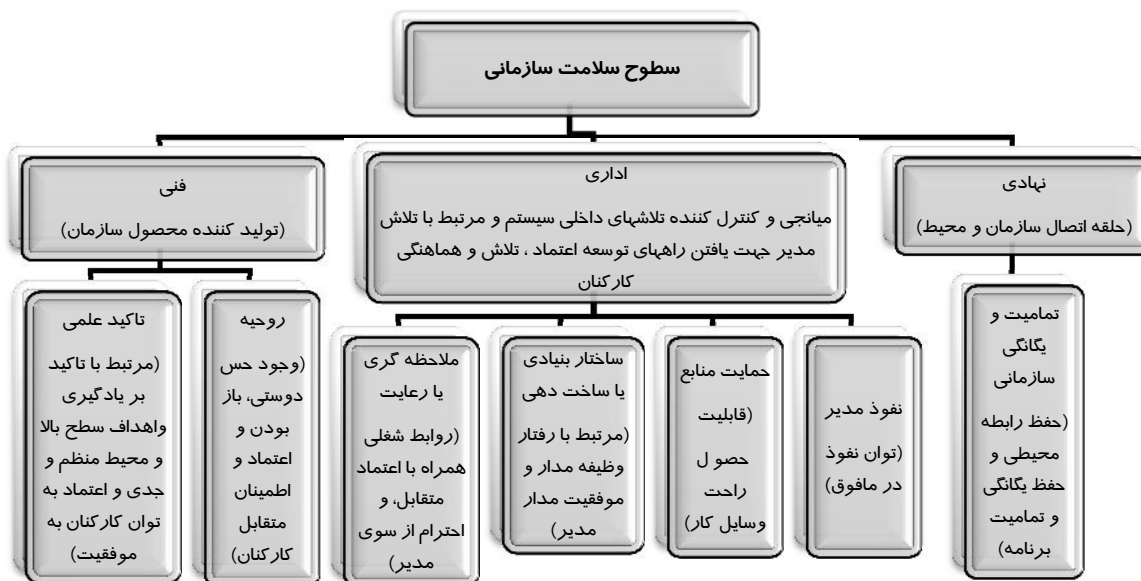 سطوح سلامت سازمانی
نهادی
(حلقه اتصال سازمان و محیط)
اداری
میانجی و کنترل کننده تلاشهای داخلی سیستم و مرتبط با تلاش
مدیر جهت یافتن راههای توسعه اعتماد ، تلاش و هماهنگی
کارکنان
فنی
(تولید کننده محصول سازمان)
تمامیت و
یگانگی
سازمانی
(حفظ رابطه
محیطی و
حفظ یگانگی
و تمامیت
برنامه)
نفوذ مدیر
(توان نفوذ
در مافوق)
حمایت منابع
(قابلیت
حصو ل
راحت
وسایل کار)
ساختار بنیادی
یا ساخت دهی
(مرتبط با رفتار
وظیفه مدار و
موفقیت مدار
مدیر)
ملاحظه گری
یا رعایت
(روابط شغلی
همراه با اعتماد
متقابل، و
احترام از سوی
مدیر)
روحیه
(وجود حس
دوستی، باز
بودن و
اعتماد و
اطمینان
متقابل
کارکنان)
تاکید علمی
(مرتبط با تاکید
بر یادگیری
واهداف سطح بالا
و محیط منظم و
جدی و اعتماد به
توان کارکنان به
موفقیت)